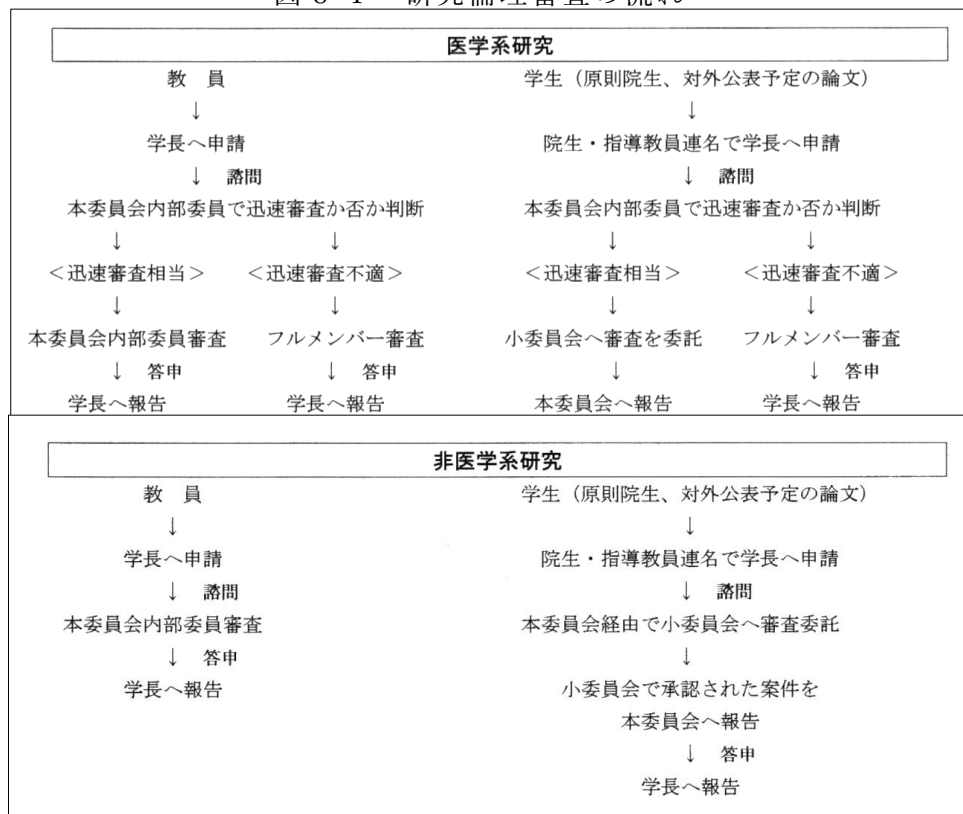 研究倫理審査の流れ
医学系研究
教　員　学生（原則院生、対外公表予定の論文）
↓　↓
学長へ申請　院生・指導教員連名で学長へ申請
↓　諮問　↓　諮問
本委員会内部委員で迅速審査か否か判断　本委員会内部委員で迅速審査か否か判断
↓　↓　↓　↓
＜迅速審査相当＞　＜迅速審査不適＞　＜迅速審査相当＞　＜迅速審査不適＞
↓　↓　↓　↓
本委員会内部委員審査　フルメンバー審査　小委員会へ審査を委託　フルメンバー審査
↓　答申　↓　答申　↓　↓　答申
学長へ報告　学長へ報告　本委員会へ報告　学長へ報告
非医学系研究
教　員　学生（原則院生、対外公表予定の論文）
↓　↓
学長へ申請　院生・指導教員連名で学長へ申請
↓　諮問　↓　諮問
本委員会内部委員審査　本委員会経由で小委員会へ審査委託
↓　答申　↓
学長へ報告　小委員会で承認された案件を
本委員会へ報告
↓　答申
学長へ報告